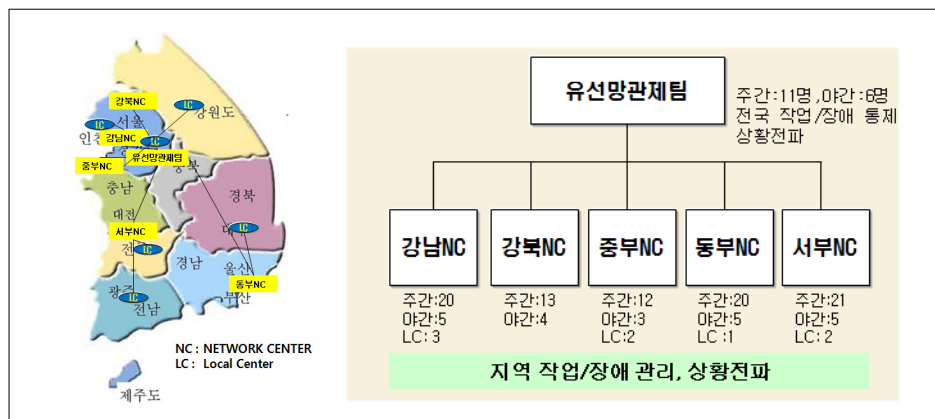 강북NC
LC
강원도
서울
LC
인천
강남NC
LC
유선망관제팀
중부NC
충북
충남
경북
대전
LC
서부NC
LC
경남
울산
동부NC
부산
광주
LC
전남
NC : NETWORK CENTER
LC : Local Center
제주도
유선망관제팀
주간:11명,야간:6명
전국 작업/장애 통제
상황전파
강남NC
강북NC
중부NC
동부NC
서부NC
주간:20
야간:5
LC: 3
주간:13
야간:4
주간:12
야간:3
LC:2
주간:20
야간:5
LC :1
주간:21
야간:5
LC: 2
지역 작업/장애 관리, 상황전파